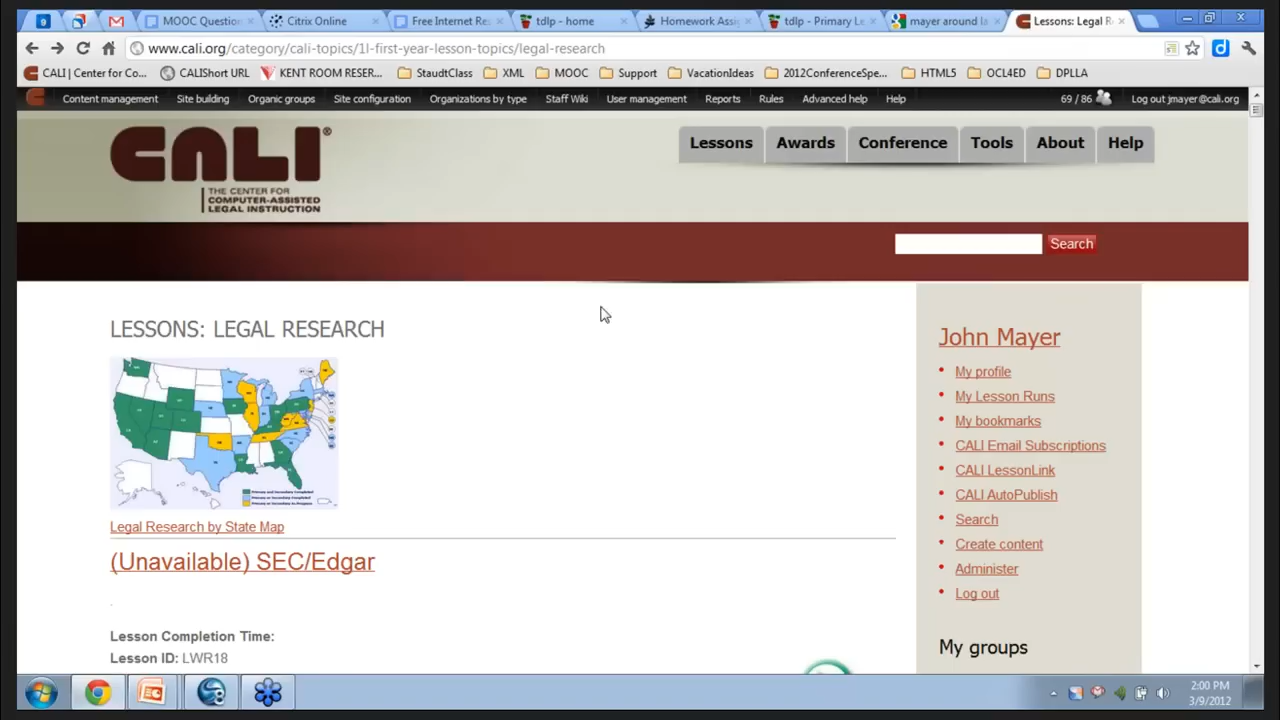 MOOC Question
Citrix Online
Free Internet Re
tdlp - home
Homework Assig
tdlp - Primary Le
mayer around la
Lessons: Legal R
www.cali.org/category/cali-topics/1l-first-year-lesson-topics/legal-research
CALI | Center for Co...
CALIShort URL
KENT ROOM RESER...
StaudtClass
XML
MOOC
Support
VacationIdeas
2012ConferenceSpe...
HTML5
OCL4ED
DPLLA
Content management
Site building
Organic groups
Site configuration
Organizations by type
Staff Wiki
User management
Reports
Rules
Advanced help
Help
69 / 86
Log out jmayer@cali.org
CALI®
THE CENTER FOR
COMPUTER-ASSISTED
LEGAL INSTRUCTION
Lessons
Awards
Conference
Tools
About
Help
Search
LESSONS: LEGAL RESEARCH
Legal Research by State Map
(Unavailable) SEC/Edgar
.
Lesson Completion Time:
Lesson ID: LWR18
John Mayer
My profile
My Lesson Runs
My bookmarks
CALI Email Subscriptions
CALI LessonLink
CALI AutoPublish
Search
Create content
Administer
Log out
My groups
2:00 PM
3/9/2012